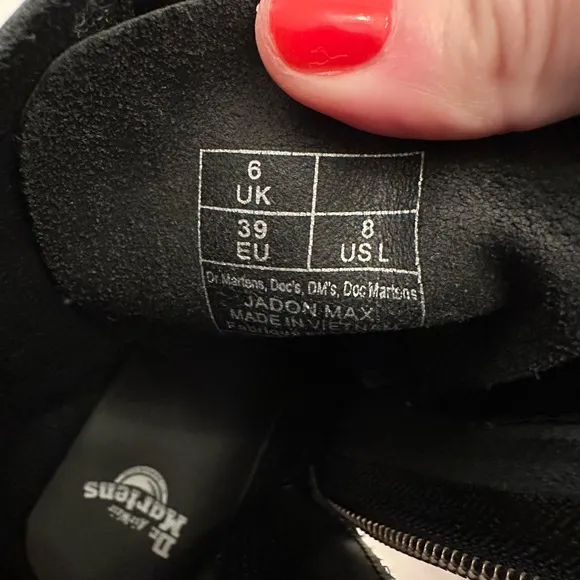 6
UK
39
EU
8
US L
Dr.Martens, Doc's, DM's, Doc Martens
JADON MAX
MADE IN VIETNAM
Dr. Martens